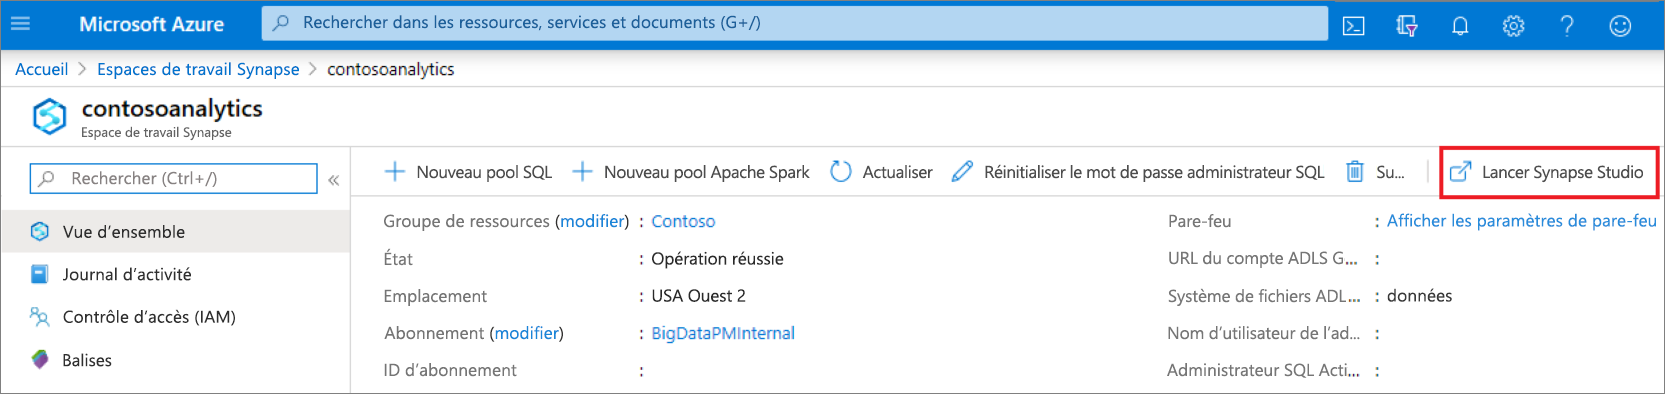 Microsoft Azure
Rechercher dans les ressources, services et documents (G+/)
Accueil > Espaces de travail Synapse > contosoanalytics
contosoanalytics
Espace de travail Synapse
Rechercher (Ctrl+/)
Vue d'ensemble
Journal d'activité
Contrôle d'accès (IAM)
Balises
Nouveau pool SQL
Nouveau pool Apache Spark
Actualiser
Réinitialiser le mot de passe administrateur SQL
Su...
Lancer Synapse Studio
Groupe de ressources (modifier) : Contoso
État : Opération réussie
Emplacement : USA Ouest 2
Abonnement (modifier) : BigDataPMInternal
ID d'abonnement :
Pare-feu : Afficher les paramètres de pare-feu
URL du compte ADLS G... :
Système de fichiers ADL... : données
Nom d'utilisateur de l'ad... :
Administrateur SQL Acti... :